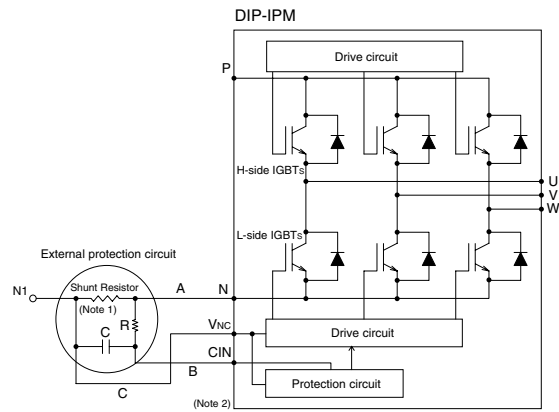 DIP-IPM
Drive circuit
P
H-side IGBTs
U
V
W
L-side IGBTs
External protection circuit
N1
Shunt Resistor
A
N
(Note 1)
R
C
VNC
Drive circuit
CIN
B
C
Protection circuit
(Note 2)